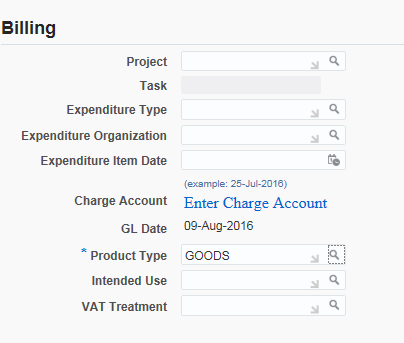 Billing
Project
Task
Expenditure Type
Expenditure Organization
Expenditure Item Date
(example: 25-Jul-2016)
Charge Account Enter Charge Account
GL Date 09-Aug-2016
* Product Type GOODS
Intended Use
VAT Treatment